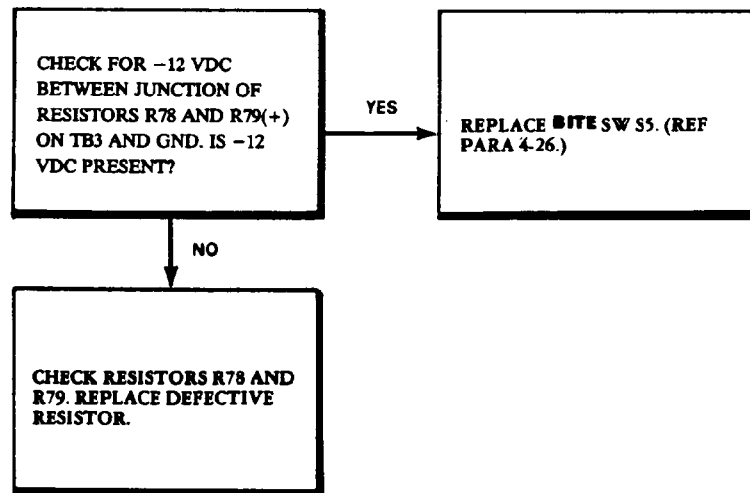 CHECK FOR −12 VDC
BETWEEN JUNCTION OF
RESISTORS R78 AND R79(+)
ON TB3 AND GND. IS −12
VDC PRESENT?
YES
REPLACE BITE SW S5. (REF
PARA 4-26.)
NO
CHECK RESISTORS R78 AND
R79. REPLACE DEFECTIVE
RESISTOR.